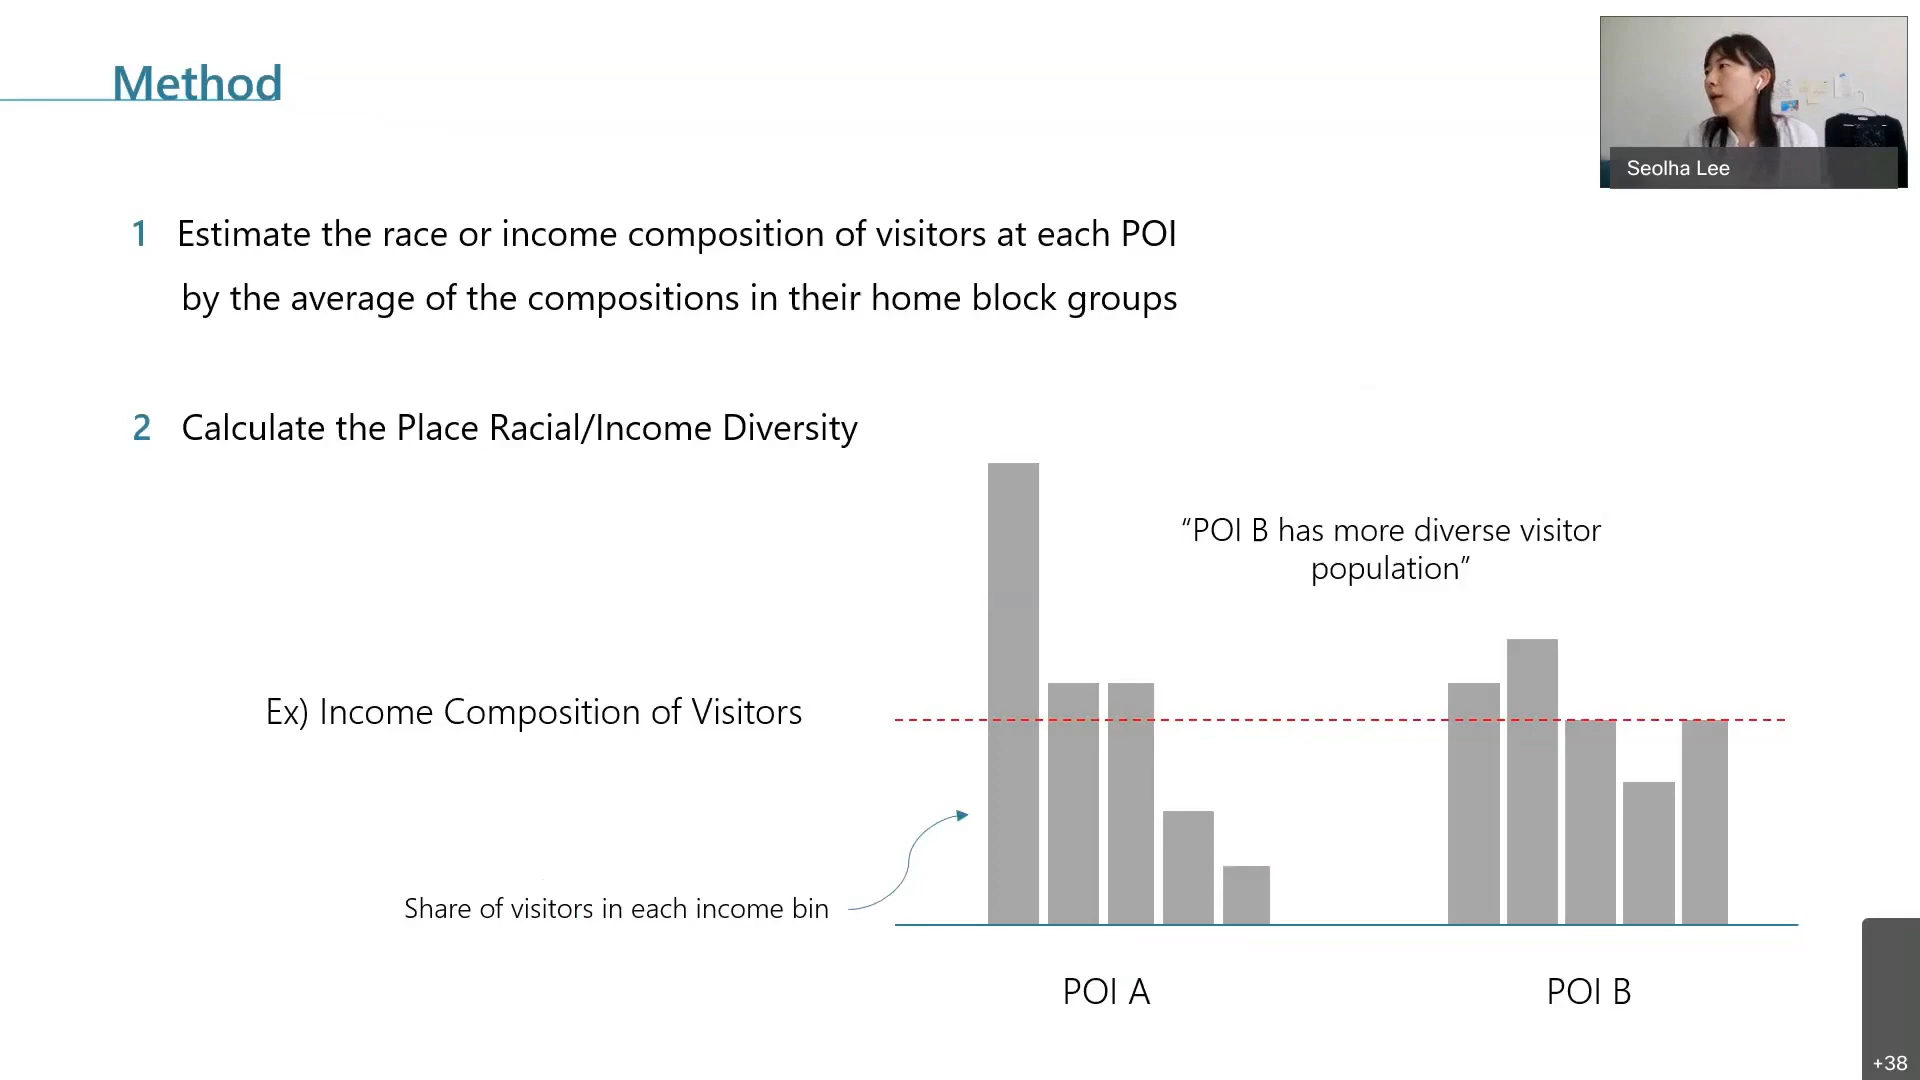 Method
Seolha Lee
1 Estimate the race or income composition of visitors at each POI
by the average of the compositions in their home block groups
2 Calculate the Place Racial/Income Diversity
“POI B has more diverse visitor
population”
Ex) Income Composition of Visitors
Share of visitors in each income bin
POI A
POI B
+38